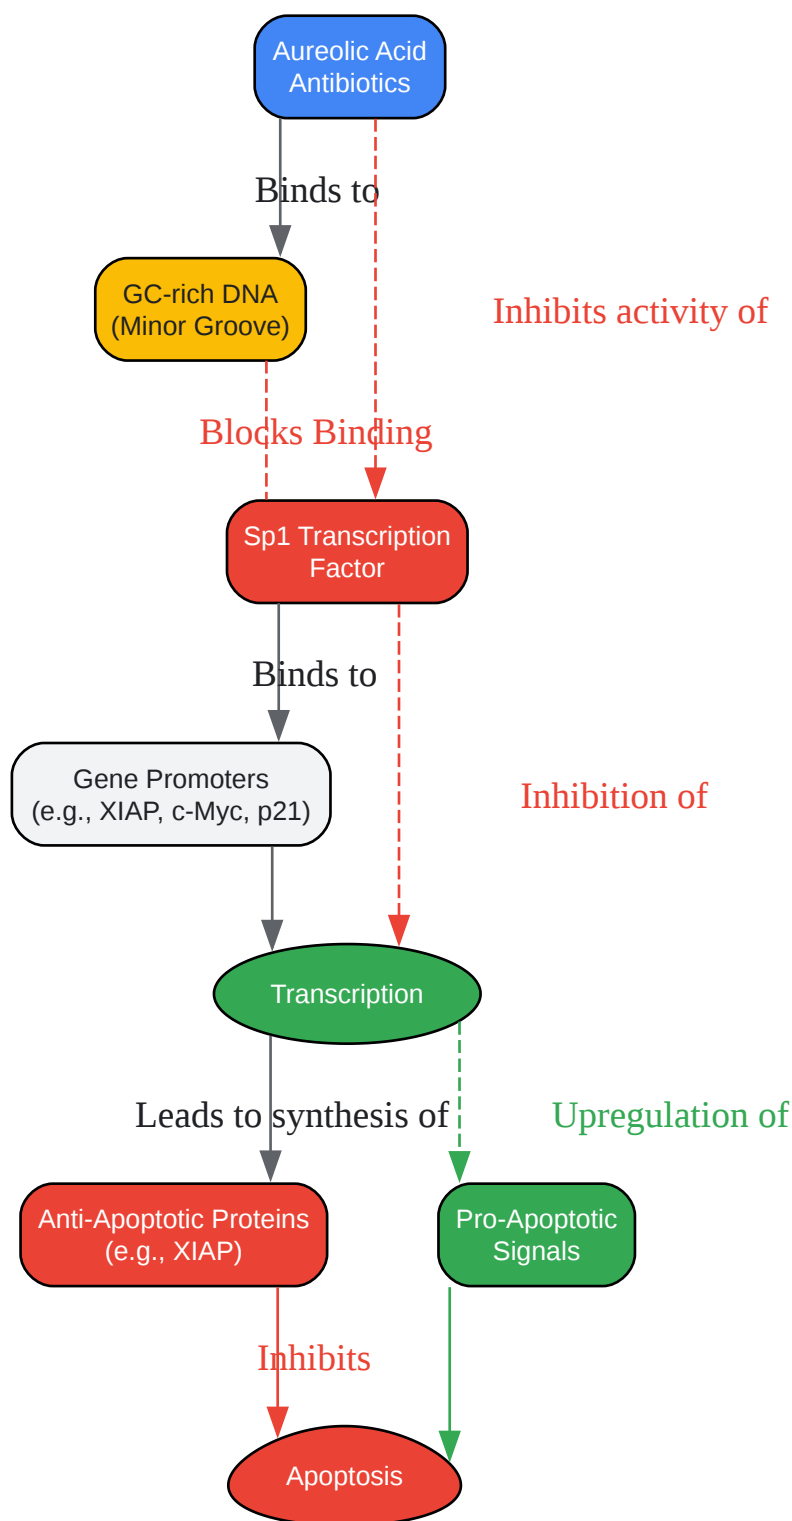 Aureolic Acid
Antibiotics
Binds to
GC-rich DNA
(Minor Groove)
Inhibits activity of
Blocks Binding
Sp1 Transcription
Factor
Binds to
Gene Promoters
(e.g., XIAP, c-Myc, p21)
Inhibition of
Transcription
Leads to synthesis of
Upregulation of
Anti-Apoptotic Proteins
(e.g., XIAP)
Pro-Apoptotic
Signals
Inhibits
Apoptosis